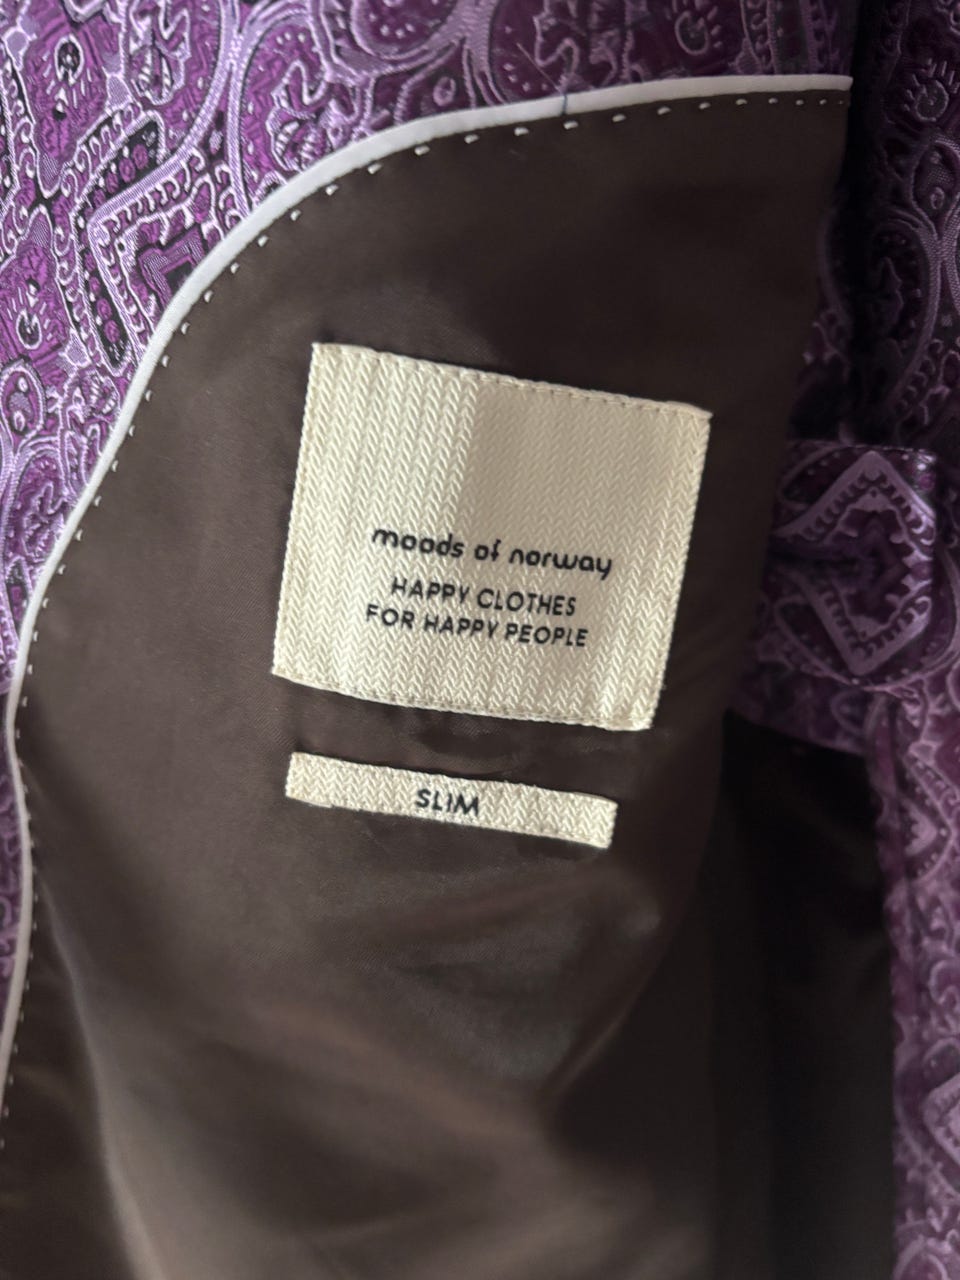 moods of norway
HAPPY CLOTHES
FOR HAPPY PEOPLE
SLIM